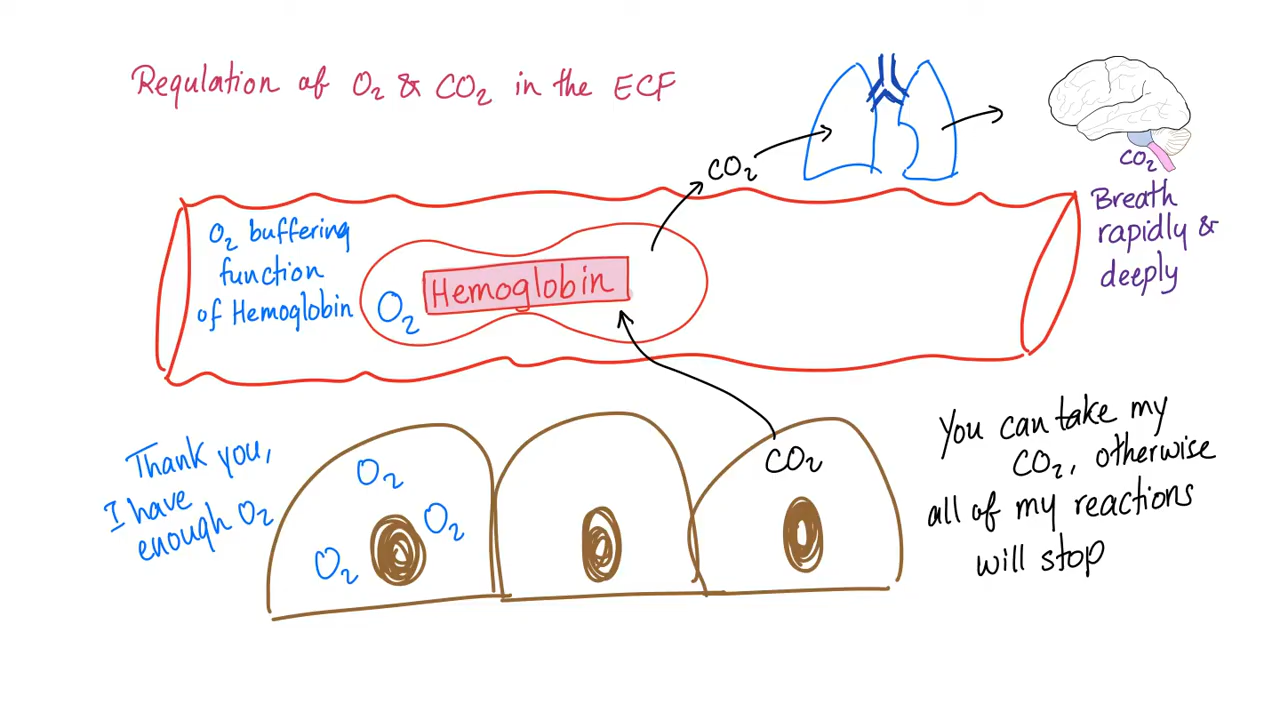 Regulation of O2 & CO2 in the ECF
CO2
CO2
Breath
rapidly &
deeply
O2 buffering
function
of Hemoglobin
Hemoglobin
O2
Thank you,
I have
enough O2
O2
O2
O2
CO2
You can take my
CO2, otherwise
all of my reactions
will stop